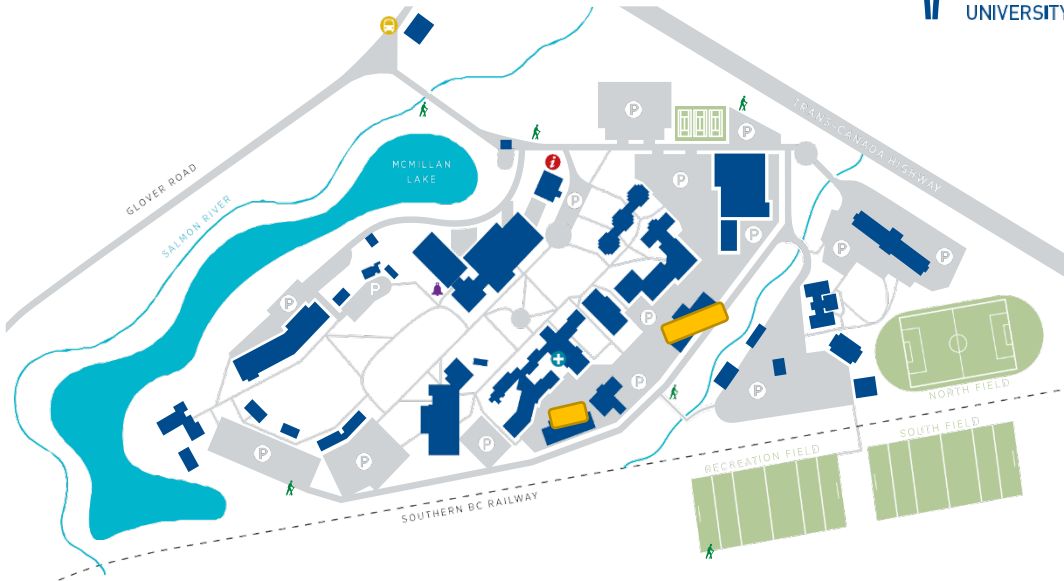 UNIVERSITY
TRANS-CANADA HIGHWAY
P
P
MCMILLAN
LAKE
GLOVER ROAD
i
P
P
SALMON RIVER
P
P
P
P
P
P
P
P
P
NORTH FIELD
SOUTH FIELD
P
P
P
RECREATION FIELD
SOUTHERN BC RAILWAY